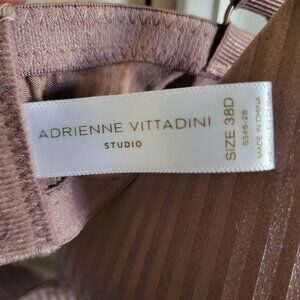 ADRIENNE VITTADINI
STUDIO
SIZE 38D
5345-28
MADE IN CHINA